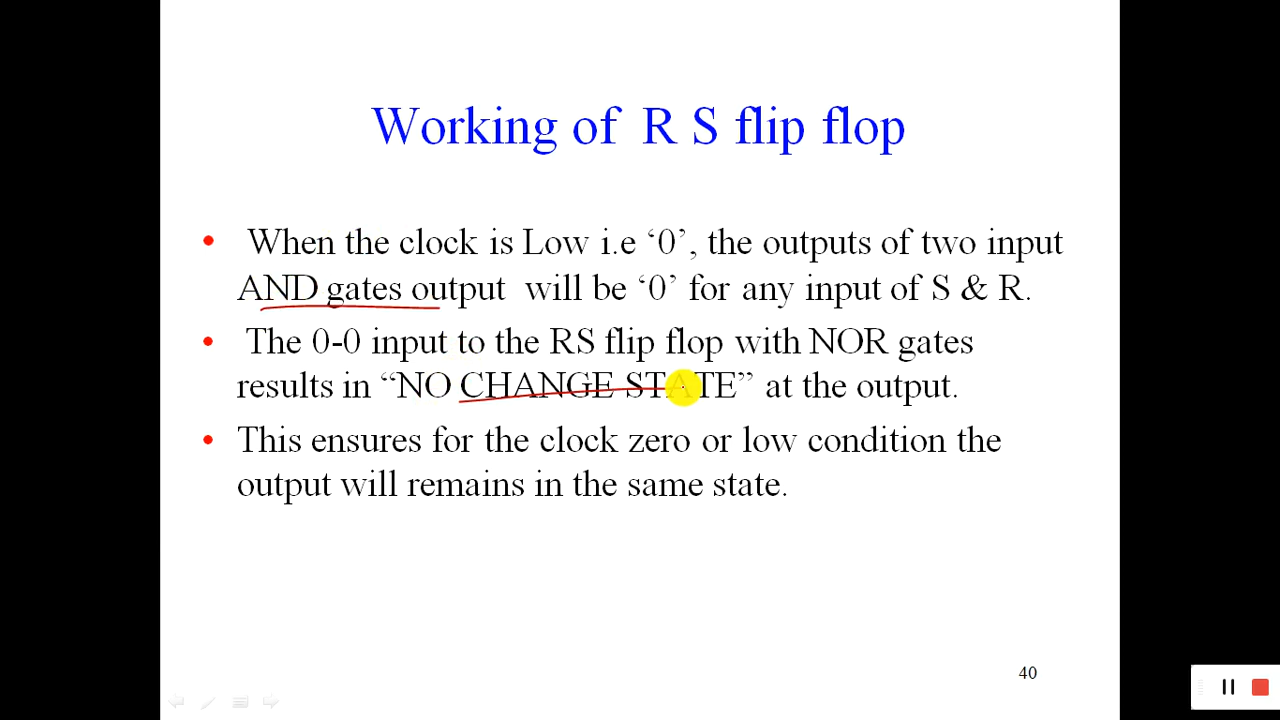 Working of R S flip flop
• When the clock is Low i.e ‘0’, the outputs of two input
AND gates output will be ‘0’ for any input of S & R.
• The 0-0 input to the RS flip flop with NOR gates
results in “NO CHANGE STATE” at the output.
• This ensures for the clock zero or low condition the
output will remains in the same state.
40